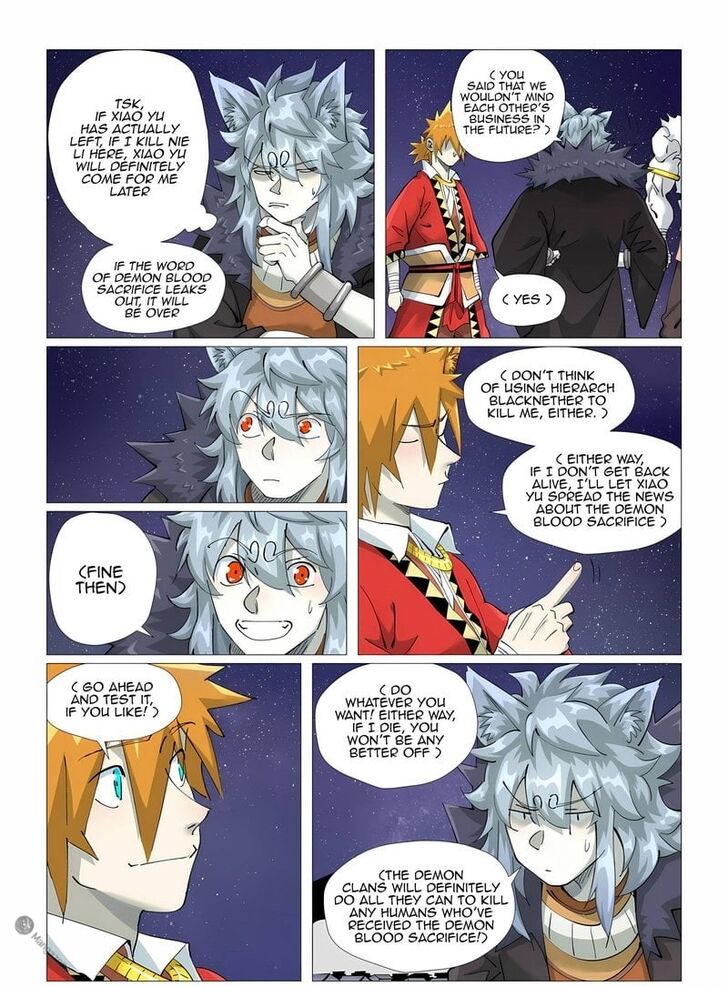 TSK,
IF XIAO YU
HAS ACTUALLY
LEFT, IF I KILL NIE
LI HERE, XIAO YU
WILL DEFINITELY
COME FOR ME
LATER
IF THE WORD
OF DEMON BLOOD
SACRIFICE LEAKS
OUT, IT WILL
BE OVER
( YOU
SAID THAT WE
WOULDN'T MIND
EACH OTHER'S
BUSINESS IN
THE FUTURE? )
( YES )
( DON'T THINK
OF USING HIERARCH
BLACKNETHER TO
KILL ME, EITHER. )
( EITHER WAY,
IF I DON'T GET BACK
ALIVE, I'LL LET XIAO
YU SPREAD THE NEWS
ABOUT THE DEMON
BLOOD SACRIFICE )
(FINE
THEN)
( GO AHEAD
AND TEST IT,
IF YOU LIKE! )
( DO
WHATEVER YOU
WANT! EITHER WAY,
IF I DIE, YOU
WON'T BE ANY
BETTER OFF )
(THE DEMON
CLANS WILL DEFINITELY
DO ALL THEY CAN TO KILL
ANY HUMANS WHO'VE
RECEIVED THE DEMON
BLOOD SACRIFICE!)